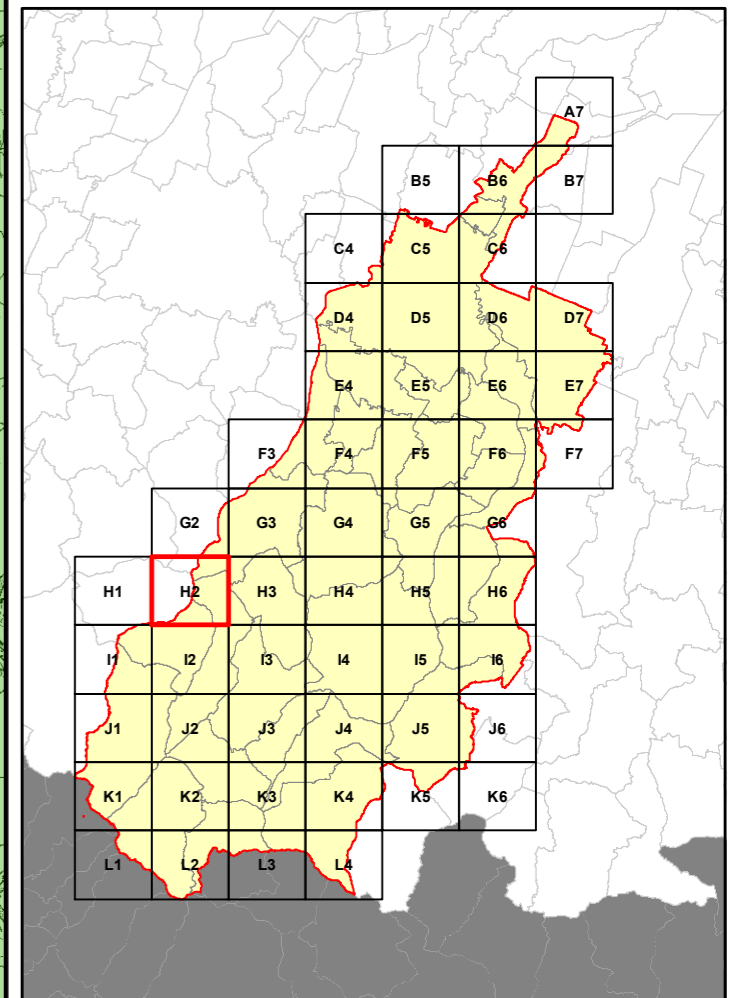 A7
B5 B6 B7
C4 C5 C6
D4 D5 D6 D7
E4 E5 E6 E7
F3 F4 F5 F6 F7
G2 G3 G4 G5 G6
H1 H2 H3 H4 H5 H6
I1 I2 I3 I4 I5 I6
J1 J2 J3 J4 J5 J6
K1 K2 K3 K4 K5 K6
L1 L2 L3 L4